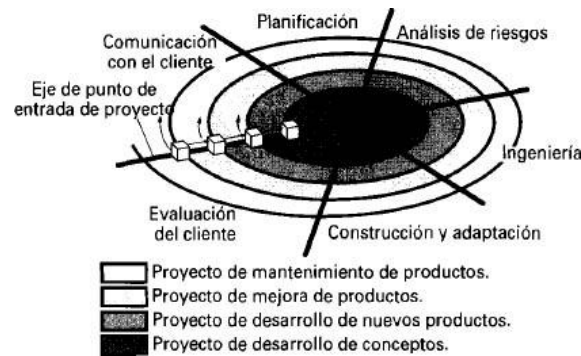 Planificación
Análisis de riesgos
Comunicación
con el cliente
Eje de punto de
entrada de proyecto
Ingeniería
Evaluación
del cliente
Construcción y adaptación
Proyecto de mantenimiento de productos.
Proyecto de mejora de productos.
Proyecto de desarrollo de nuevos productos.
Proyecto de desarrollo de conceptos.